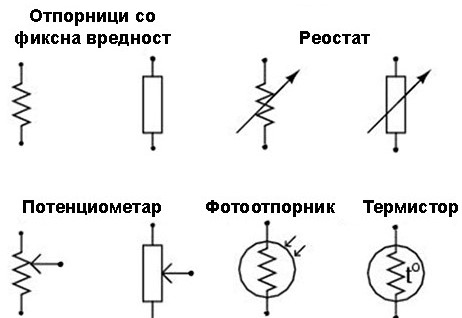 Отпорници со
фиксна вредност
Реостат
Потенциометар
Фотоотпорник
Термистор
t°